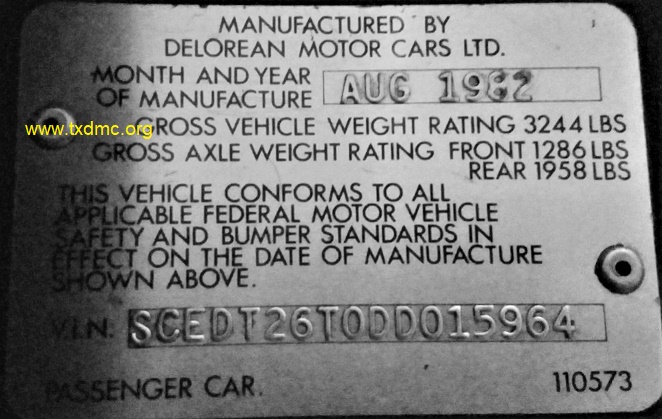 MANUFACTURED BY
DELOREAN MOTOR CARS LTD.
MONTH AND YEAR
OF MANUFACTURE AUG 1982
www.txdmc.org
GROSS VEHICLE WEIGHT RATING 3244 LBS
GROSS AXLE WEIGHT RATING FRONT 1286 LBS
REAR 1958 LBS
THIS VEHICLE CONFORMS TO ALL
APPLICABLE FEDERAL MOTOR VEHICLE
SAFETY AND BUMPER STANDARDS IN
EFFECT ON THE DATE OF MANUFACTURE
SHOWN ABOVE.
V.I.N. SCEDT26T0DD015964
PASSENGER CAR. 110573